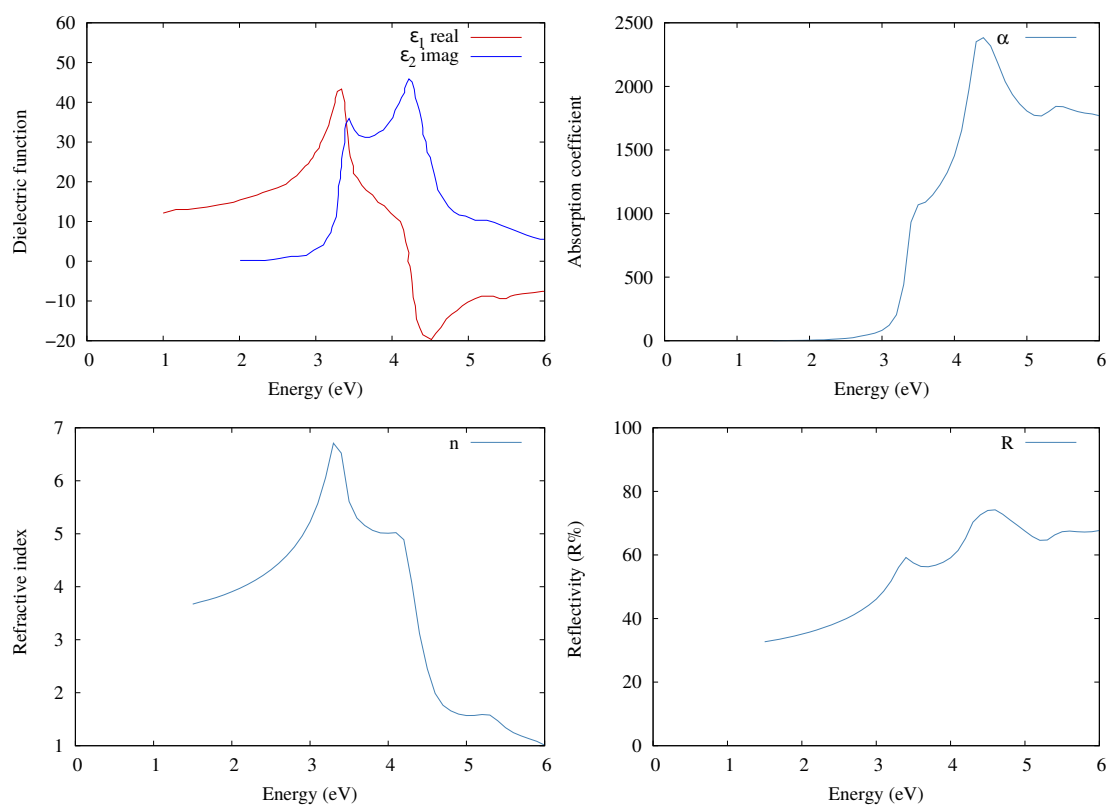 60
50
40
30
20
10
0
−10
−20
0 1 2 3 4 5 6
Dielectric function
Energy (eV)
ε1 real
ε2 imag
2500
2000
1500
1000
500
0
0 1 2 3 4 5 6
Absorption coefficient
Energy (eV)
α
7
6
5
4
3
2
1
0 1 2 3 4 5 6
Refractive index
Energy (eV)
n
100
80
60
40
20
0
0 1 2 3 4 5 6
Reflectivity (R%)
Energy (eV)
R